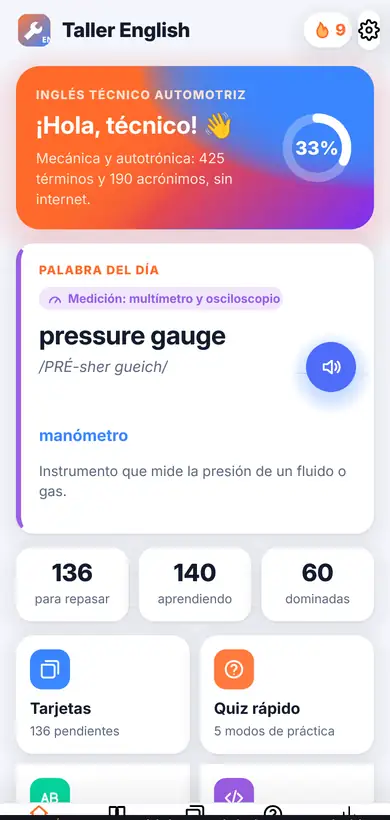 EN
Taller English
9
INGLÉS TÉCNICO AUTOMOTRIZ
¡Hola, técnico! 👋
33%
Mecánica y autotrónica: 425
términos y 190 acrónimos, sin
internet.
PALABRA DEL DÍA
Medición: multímetro y osciloscopio
pressure gauge
/PRÉ-sher gueich/
manómetro
Instrumento que mide la presión de un fluido o
gas.
136
para repasar
140
aprendiendo
60
dominadas
Tarjetas
136 pendientes
Quiz rápido
5 modos de práctica
AB